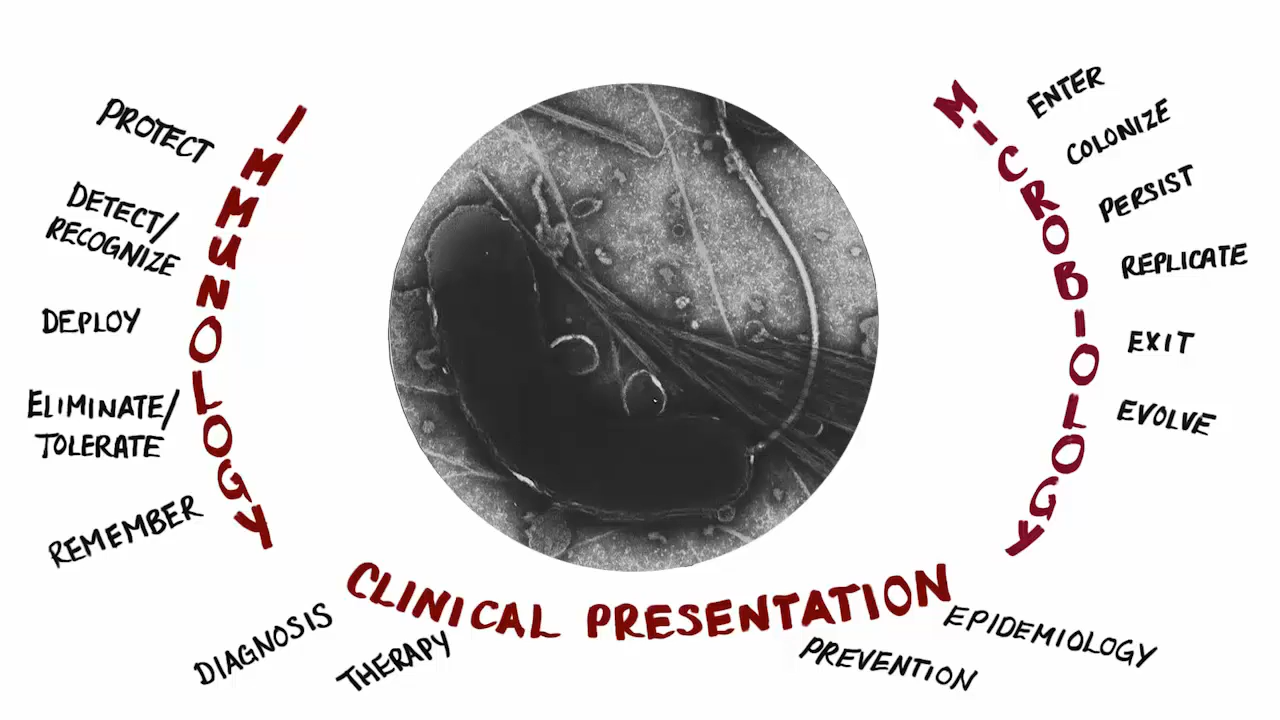 IMMUNOLOGY
PROTECT
DETECT/
RECOGNIZE
DEPLOY
ELIMINATE/
TOLERATE
REMEMBER
MICROBIOLOGY
ENTER
COLONIZE
PERSIST
REPLICATE
EXIT
EVOLVE
CLINICAL PRESENTATION
DIAGNOSIS
THERAPY
PREVENTION
EPIDEMIOLOGY